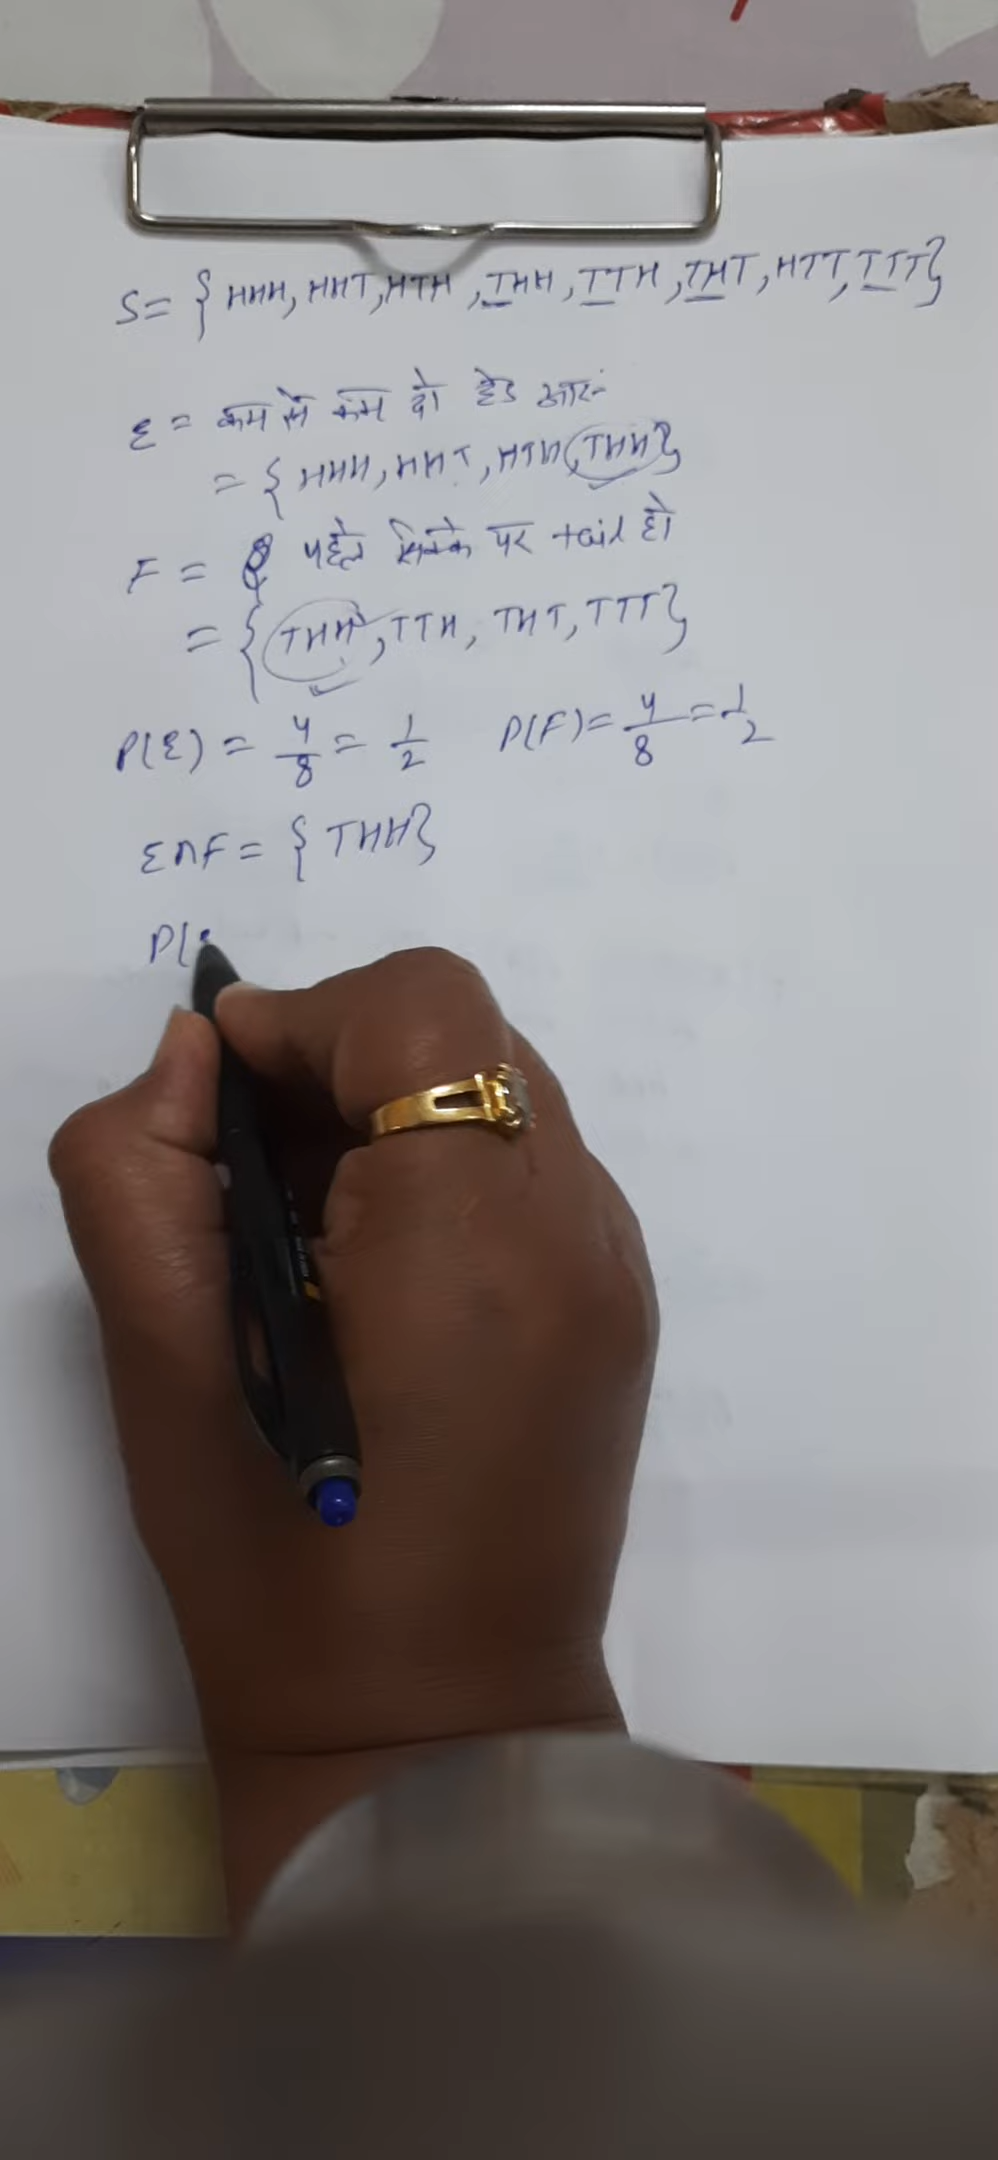 S = { HHH, HHT, HTH, THH, TTH, THT, HTT, TTT}
E = कम से कम दो हेड आए
= { HHH, HHT, HTH, THH}
F = पहले सिक्के पर tail हो
= { THH, TTH, THT, TTT}
P(E) = 4/8 = 1/2 P(F) = 4/8 = 1/2
E∩F = { THH}
P(